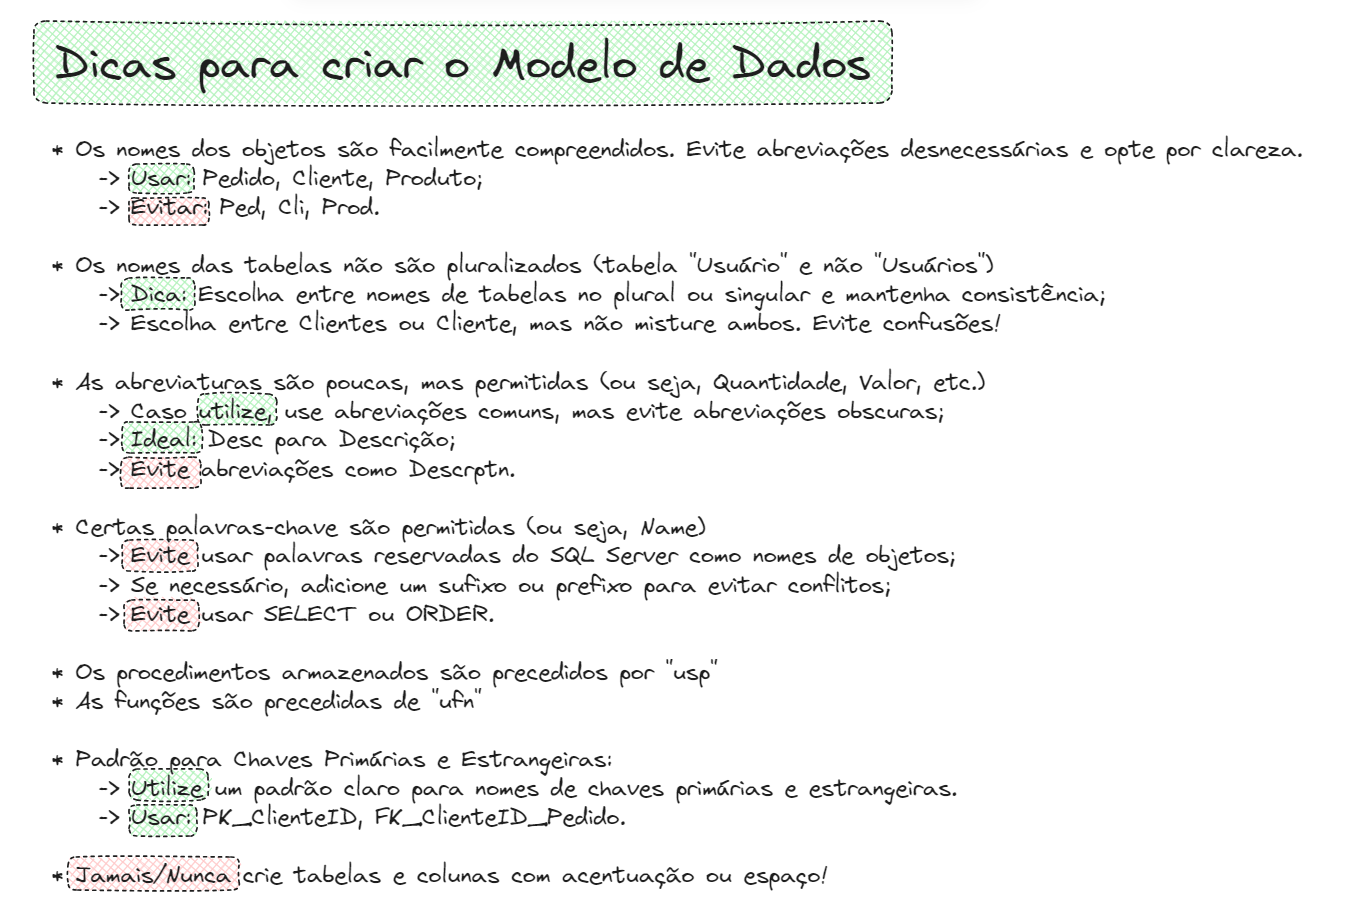 Dicas para criar o Modelo de Dados
* Os nomes dos objetos são facilmente compreendidos. Evite abreviações desnecessárias e opte por clareza.
-> Usar: Pedido, Cliente, Produto;
-> Evitar: Ped, Cli, Prod.
* Os nomes das tabelas não são pluralizados (tabela "Usuário" e não "Usuários")
-> Dica: Escolha entre nomes de tabelas no plural ou singular e mantenha consistência;
-> Escolha entre Clientes ou Cliente, mas não misture ambos. Evite confusões!
* As abreviaturas são poucas, mas permitidas (ou seja, Quantidade, Valor, etc.)
-> Caso utilize, use abreviações comuns, mas evite abreviações obscuras;
-> Ideal: Desc para Descrição;
-> Evite abreviações como Descrptn.
* Certas palavras-chave são permitidas (ou seja, Name)
-> Evite usar palavras reservadas do SQL Server como nomes de objetos;
-> Se necessário, adicione um sufixo ou prefixo para evitar conflitos;
-> Evite usar SELECT ou ORDER.
* Os procedimentos armazenados são precedidos por "usp"
* As funções são precedidas de "ufn"
* Padrão para Chaves Primárias e Estrangeiras:
-> Utilize um padrão claro para nomes de chaves primárias e estrangeiras.
-> Usar: PK_ClienteID, FK_ClienteID_Pedido.
* Jamais/Nunca crie tabelas e colunas com acentuação ou espaço!